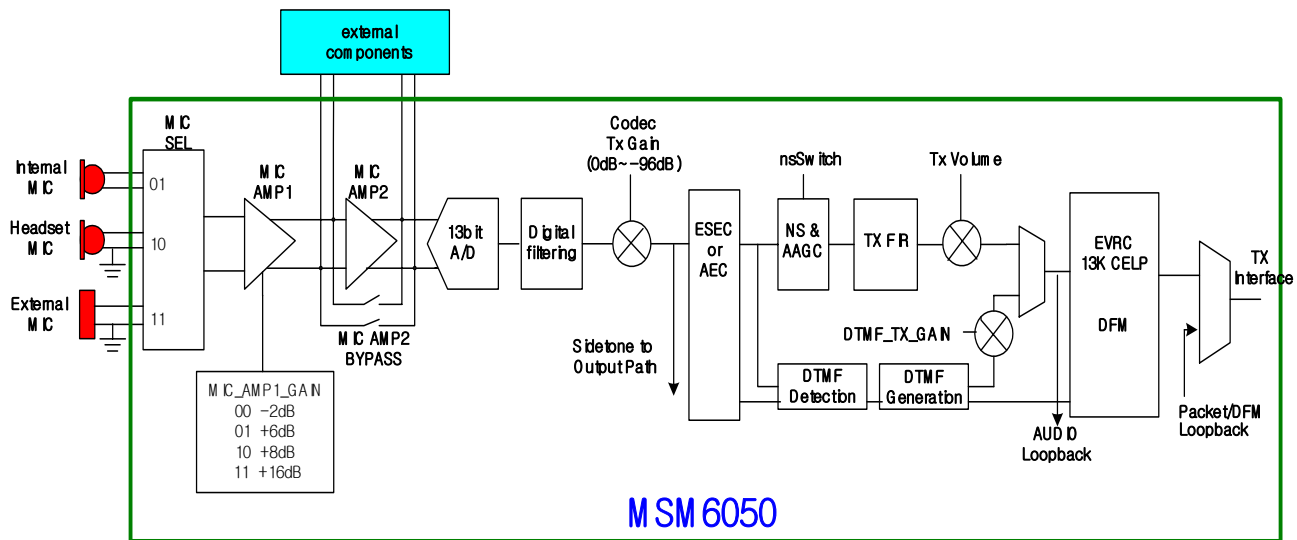 external
components
MIC
SEL
Internal
MIC
01
Headset
MIC
10
External
MIC
11
MIC
AMP1
MIC
AMP2
MIC AMP2
BYPASS
MIC_AMP1_GAIN
00 -2dB
01 +6dB
10 +8dB
11 +16dB
13bit
A/D
Digital
filtering
Codec
Tx Gain
(0dB~-96dB)
Sidetone to
Output Path
ESEC
or
AEC
nsSwitch
NS &
AAGC
TX FIR
Tx Volume
DTMF_TX_GAIN
DTMF
Detection
DTMF
Generation
AUDIO
Loopback
EVRC
13K CELP
DFM
Packet/DFM
Loopback
TX
Interface
MSM6050